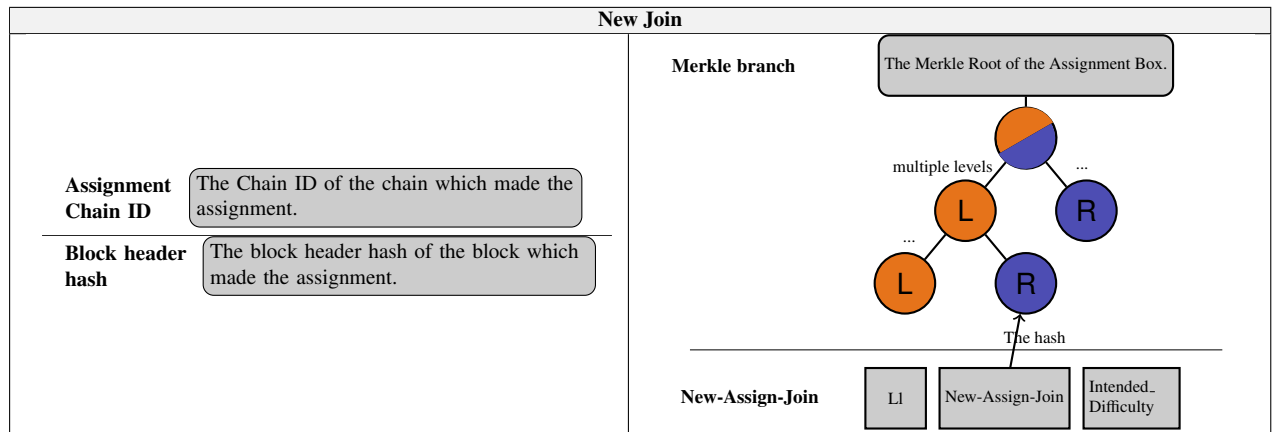 New Join
Assignment
Chain ID
The Chain ID of the chain which made the
assignment.
Block header
hash
The block header hash of the block which
made the assignment.
Merkle branch
The Merkle Root of the Assignment Box.
multiple levels
...
L
R
...
L
R
The hash
New-Assign-Join
Ll
New-Assign-Join
Intended_
Difficulty